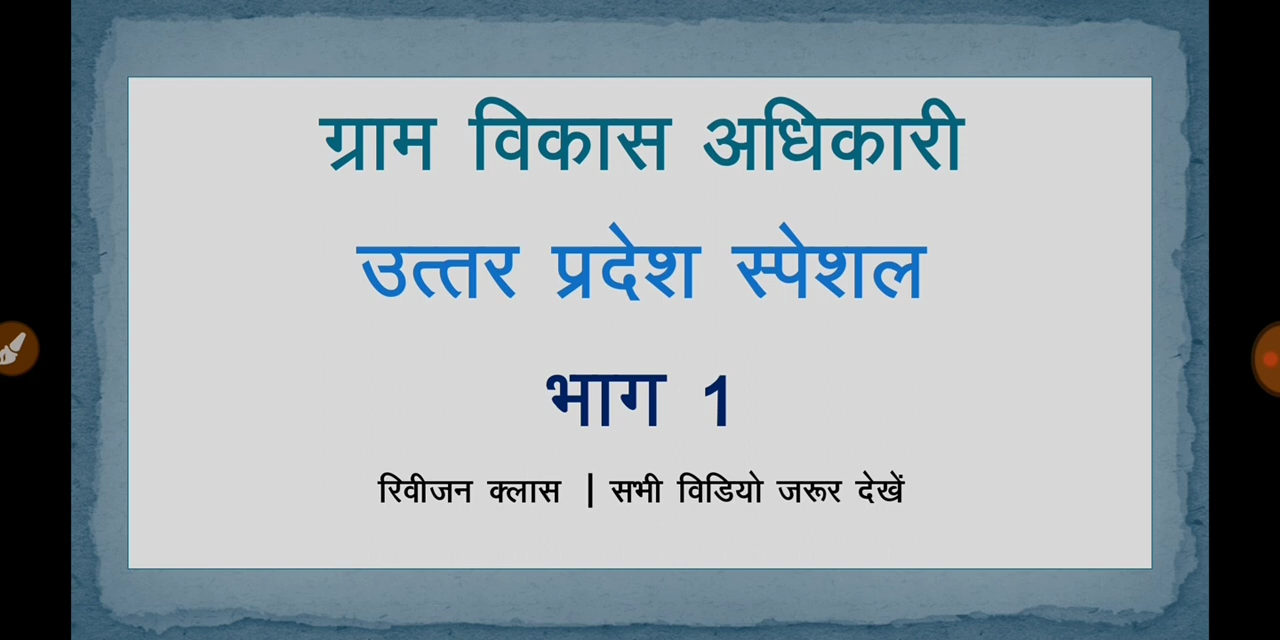 ग्राम विकास अधिकारी
उत्तर प्रदेश स्पेशल
भाग 1
रिवीजन क्लास | सभी विडियो जरूर देखें